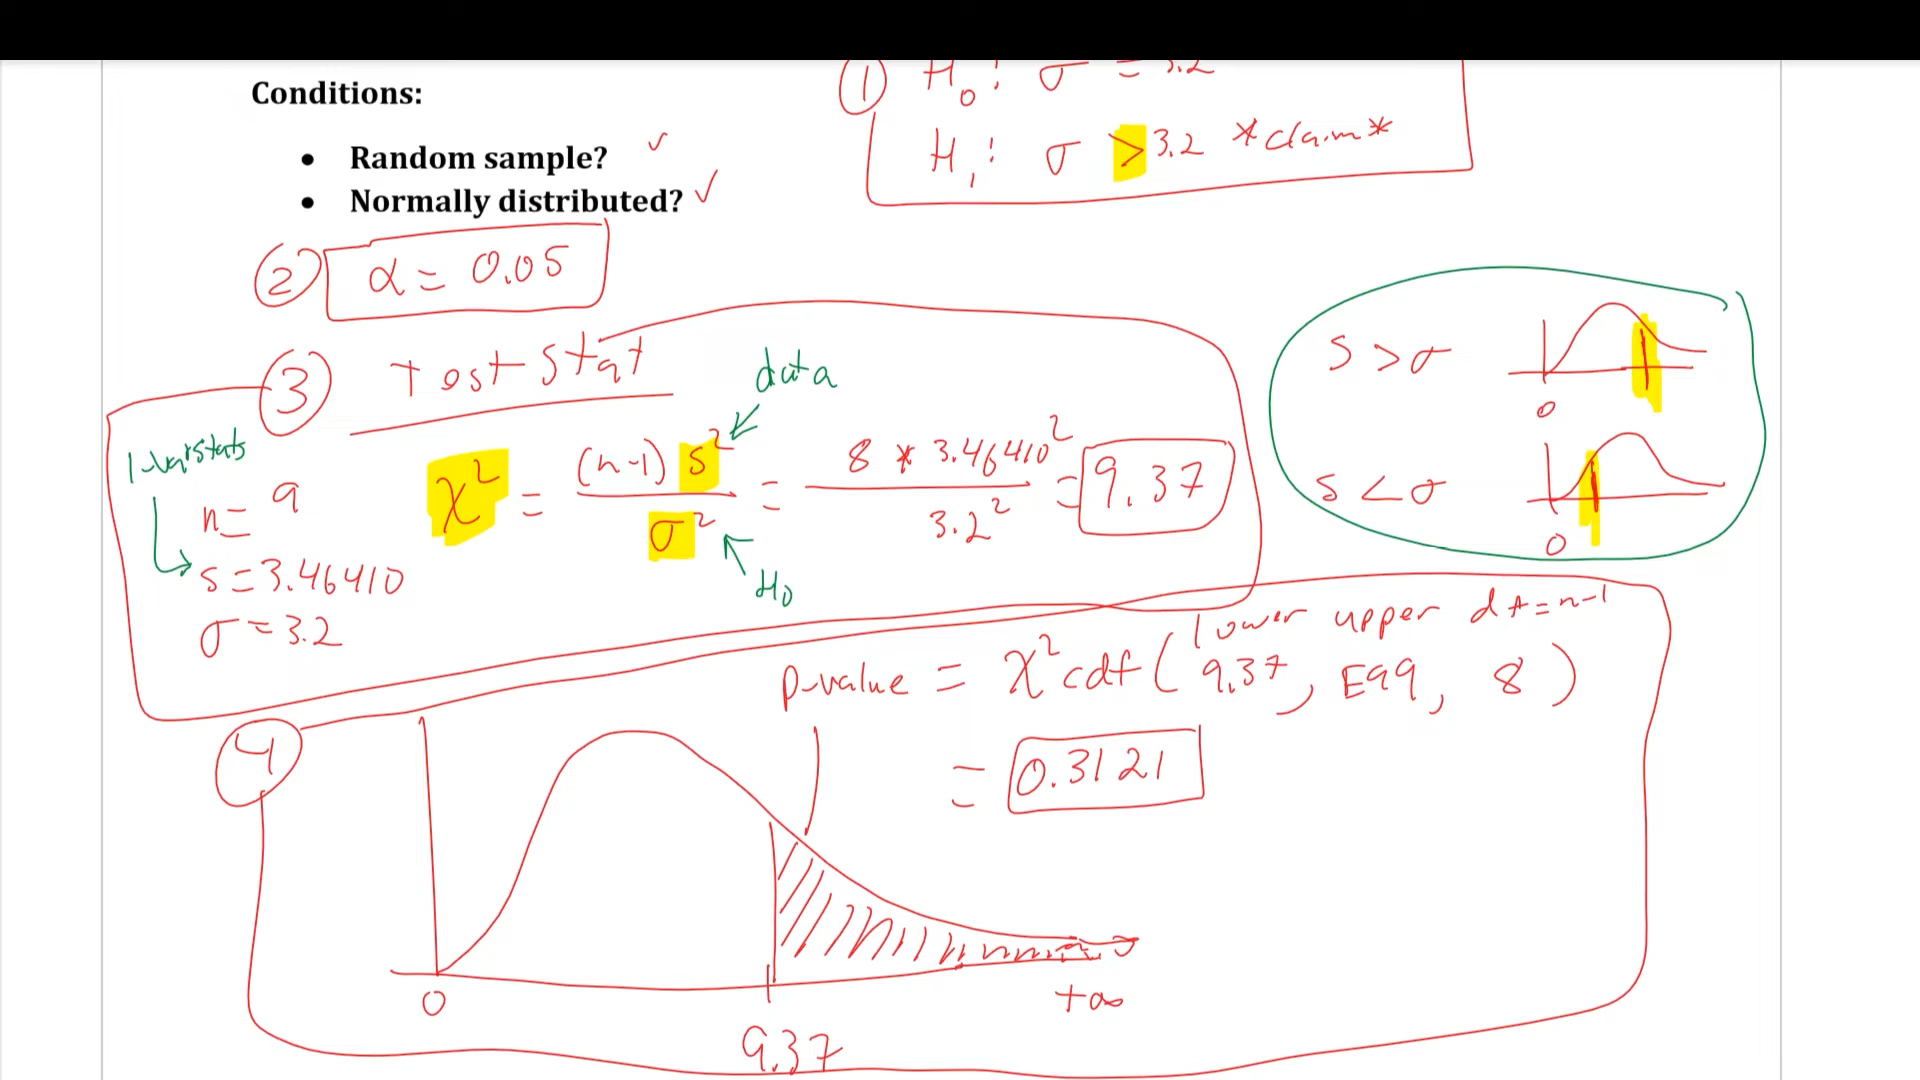 ① H₀: σ = 3.2
Conditions:
H₁: σ > 3.2 *claim*
• Random sample? ✓
• Normally distributed? ✓
② α = 0.05
③ Test Stat
data
1-VarStats
n = 9
s = 3.46410
σ = 3.2
χ² = (n-1) s² / σ² = 8 * 3.46410² / 3.2² = 9.37
H₀
s > σ
0
s < σ
0
lower upper df = n-1
p-value = χ²cdf(9.37, E99, 8)
= 0.3121
④
0
9.37
+∞